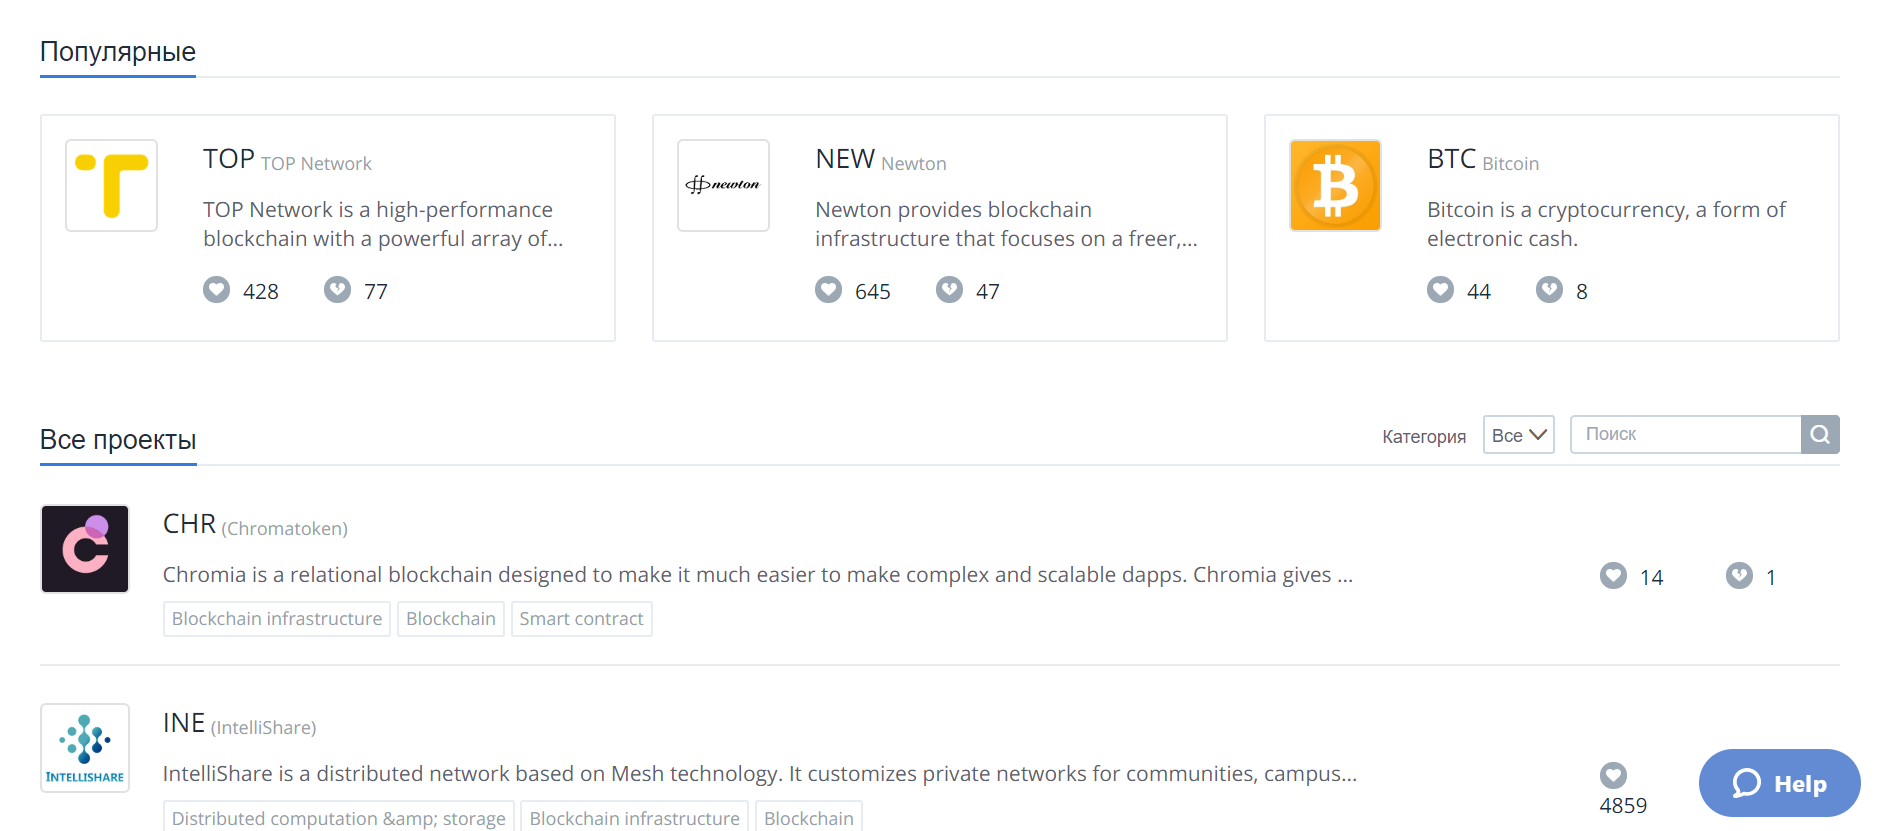 Популярные
TOP TOP Network
TOP Network is a high-performance
blockchain with a powerful array of...
428 77
newton
NEW Newton
Newton provides blockchain
infrastructure that focuses on a freer,...
645 47
BTC Bitcoin
Bitcoin is a cryptocurrency, a form of
electronic cash.
44 8
Все проекты
Категория Все Поиск
CHR (Chromatoken)
Chromia is a relational blockchain designed to make it much easier to make complex and scalable dapps. Chromia gives ...
14 1
Blockchain infrastructure Blockchain Smart contract
INTELLISHARE
INE (IntelliShare)
IntelliShare is a distributed network based on Mesh technology. It customizes private networks for communities, campus...
4859
Help
Distributed computation &amp; storage Blockchain infrastructure Blockchain